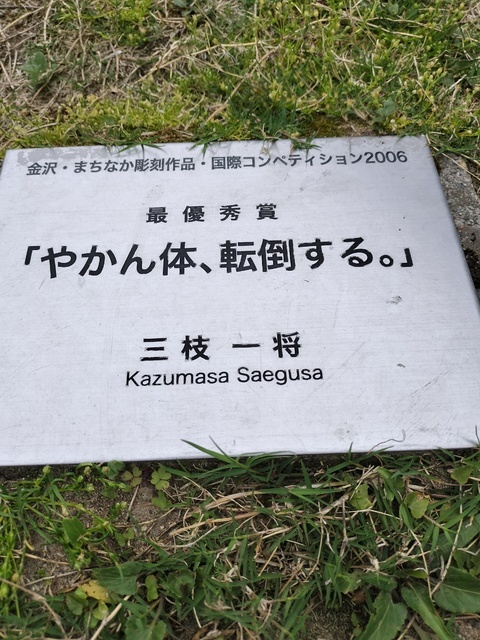 金沢・まちなか彫刻作品・国際コンペティション2006
最優秀賞
「やかん体、転倒する。」
三枝 一将
Kazumasa Saegusa